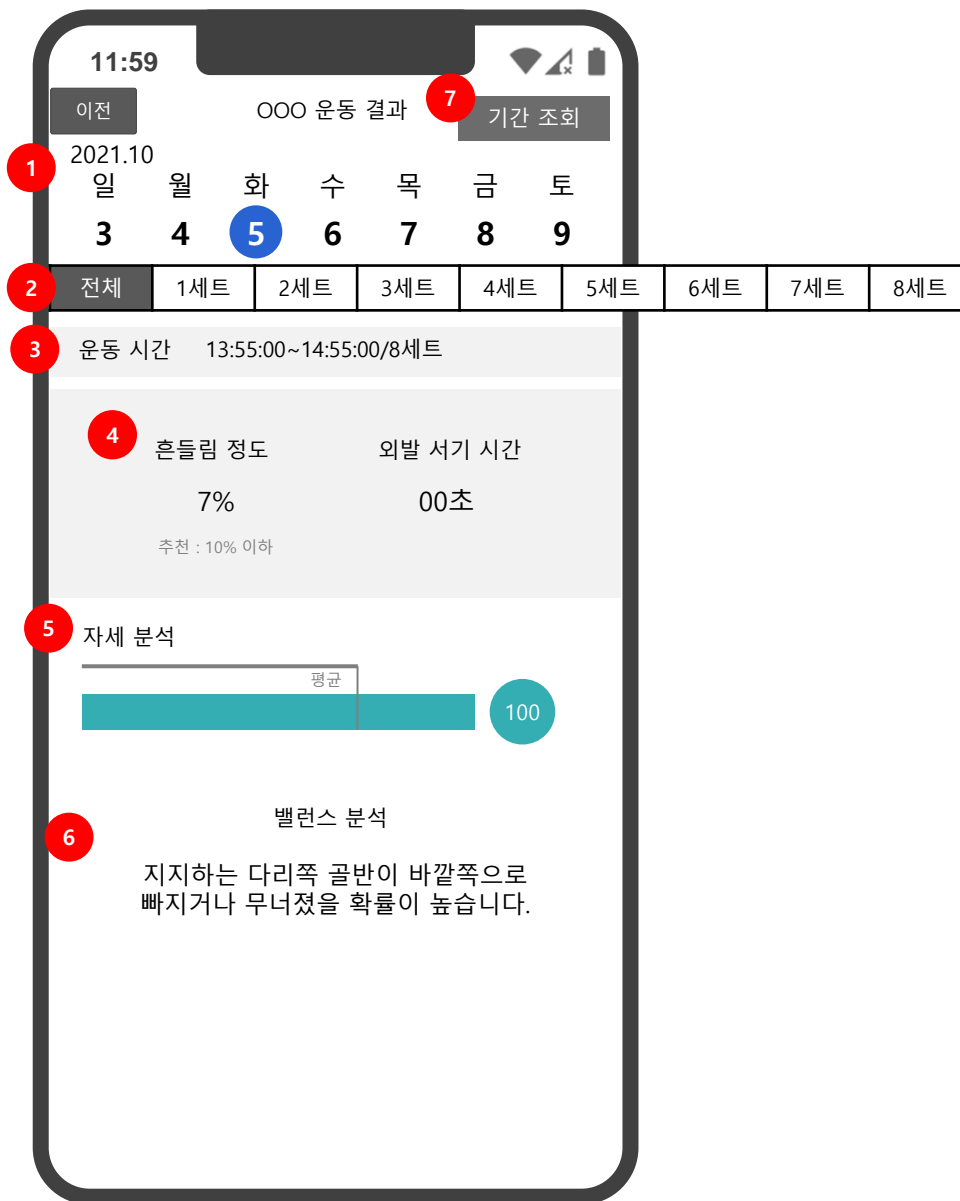 11:59
이전
OOO 운동 결과
7
기간 조회
1
2021.10
일 월 화 수 목 금 토
3 4 5 6 7 8 9
2
전체 1세트 2세트 3세트 4세트 5세트 6세트 7세트 8세트
3
운동 시간 13:55:00~14:55:00/8세트
4
흔들림 정도 외발 서기 시간
7% 00초
추천 : 10% 이하
5
자세 분석
평균
100
밸런스 분석
6
지지하는 다리쪽 골반이 바깥쪽으로
빠지거나 무너졌을 확률이 높습니다.